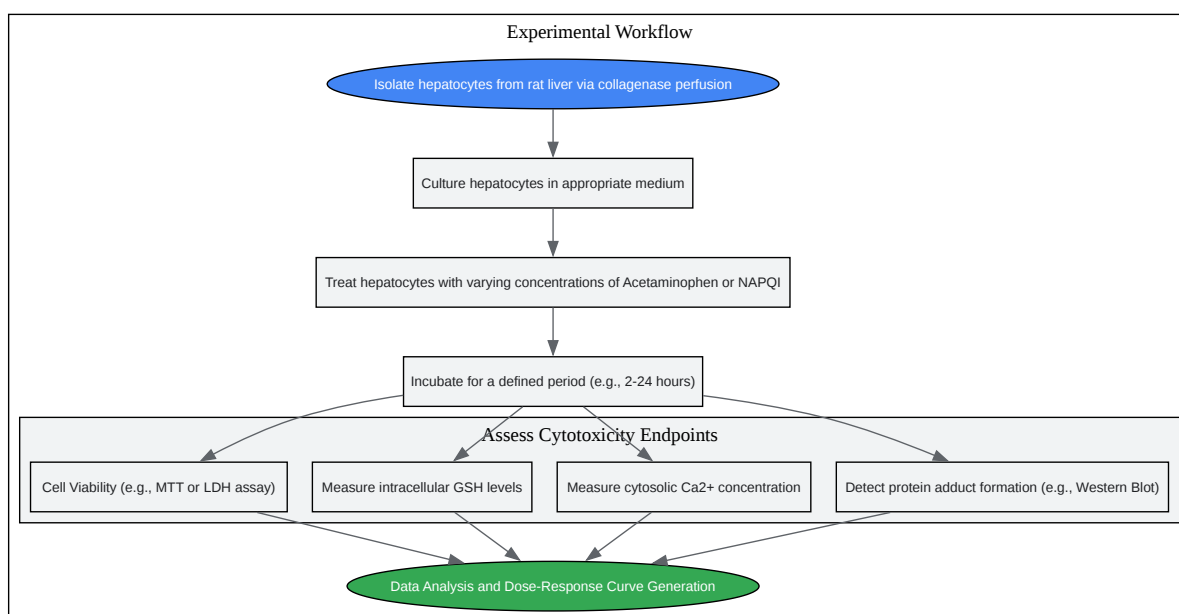 Experimental Workflow
Isolate hepatocytes from rat liver via collagenase perfusion
Culture hepatocytes in appropriate medium
Treat hepatocytes with varying concentrations of Acetaminophen or NAPQI
Incubate for a defined period (e.g., 2-24 hours)
Assess Cytotoxicity Endpoints
Cell Viability (e.g., MTT or LDH assay)
Measure intracellular GSH levels
Measure cytosolic Ca2+ concentration
Detect protein adduct formation (e.g., Western Blot)
Data Analysis and Dose-Response Curve Generation